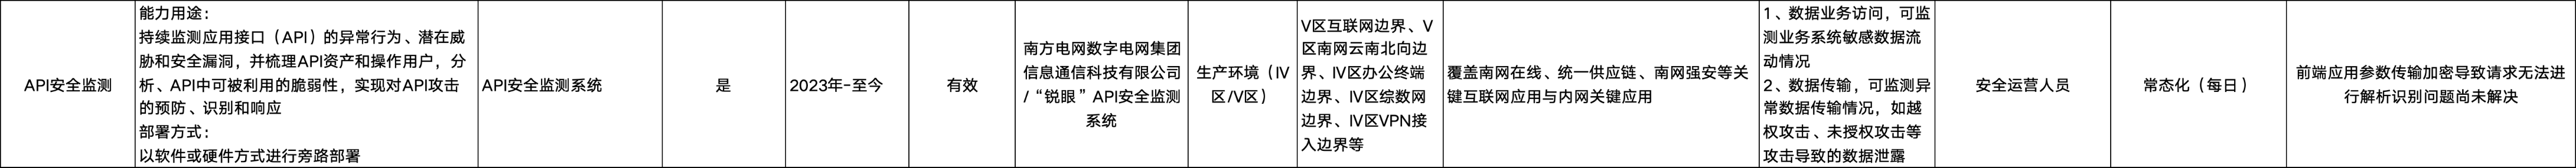 API安全监测
能力用途：
持续监测应用接口（API）的异常行为、潜在威
胁和安全漏洞，并梳理API资产和操作用户，分
析、API中可被利用的脆弱性，实现对API攻击
的预防、识别和响应
部署方式：
以软件或硬件方式进行旁路部署
API安全监测系统
是
2023年-至今
有效
南方电网数字电网集团
信息通信科技有限公司
/“锐眼”API安全监测
系统
生产环境（IV
区/V区）
V区互联网边界、V
区南网云南北向边
界、IV区办公终端
边界、IV区综数网
边界、IV区VPN接
入边界等
覆盖南网在线、统一供应链、南网强安等关
键互联网应用与内网关键应用
1、数据业务访问，可监
测业务系统敏感数据流
动情况
2、数据传输，可监测异
常数据传输情况，如越
权攻击、未授权攻击等
攻击导致的数据泄露
安全运营人员
常态化（每日）
前端应用参数传输加密导致请求无法进
行解析识别问题尚未解决